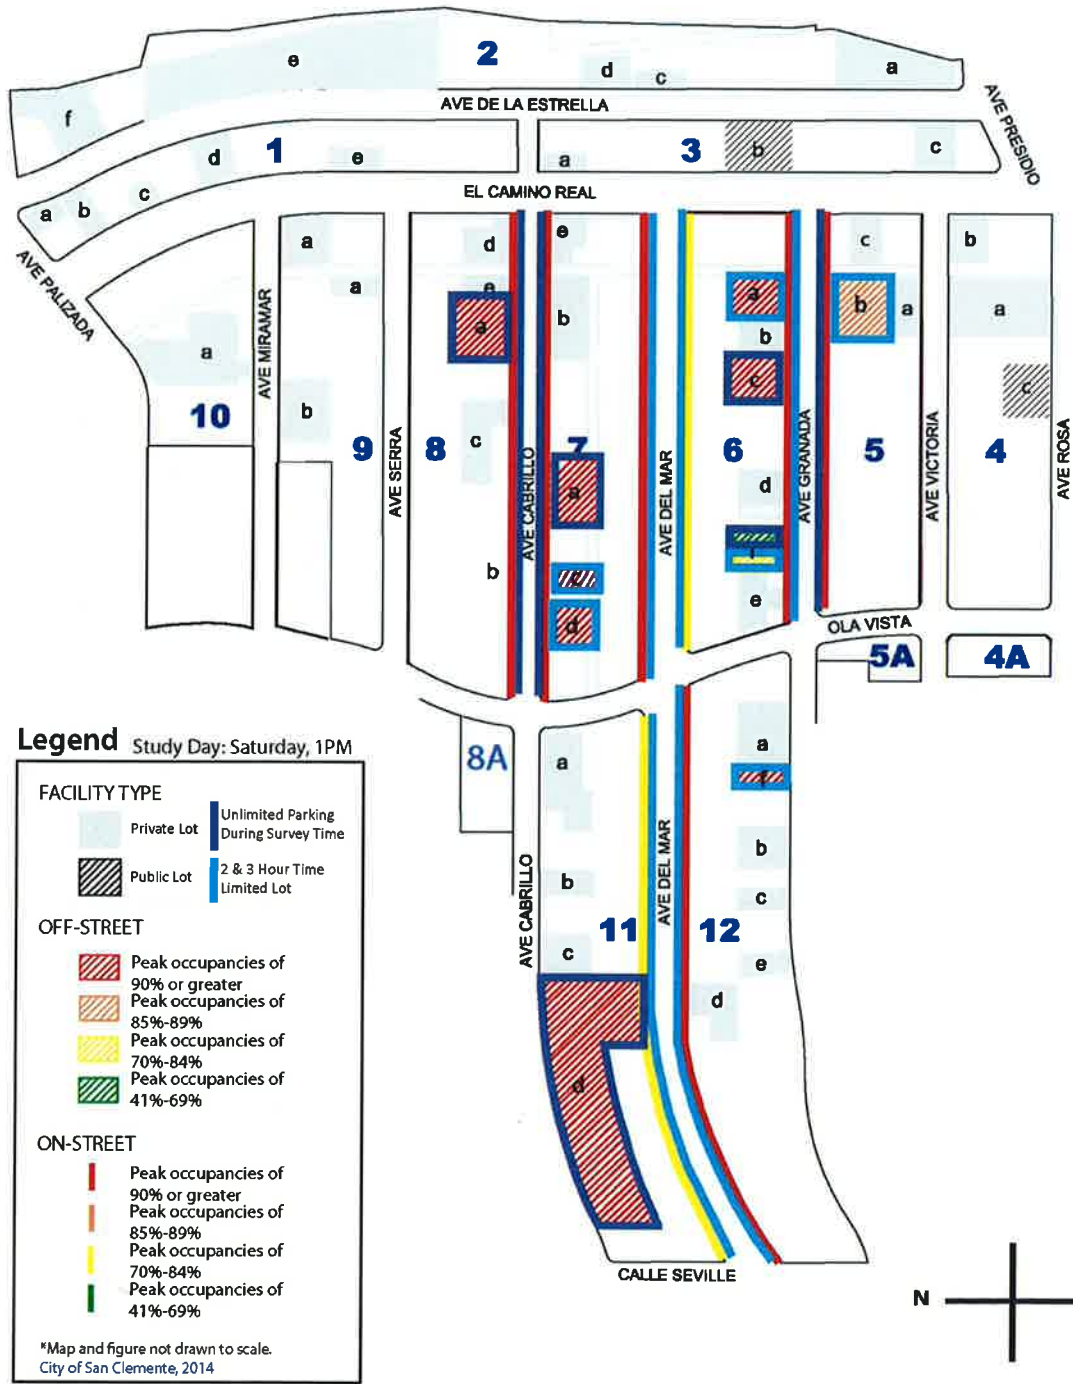 2
e
d
c
a
f
AVE DE LA ESTRELLA
AVE PRESIDIO
1
d
e
a
b
c
3
a
b
c
EL CAMINO REAL
AVE PALIZADA
10
a
AVE MIRAMAR
9
a
a
b
AVE SERRA
8
d
e
a
c
b
AVE CABRILLO
7
e
b
a
c
d
AVE DEL MAR
6
a
b
c
d
f
e
AVE GRANADA
5
c
b
a
AVE VICTORIA
4
b
a
c
AVE ROSA
OLA VISTA
5A
4A
8A
AVE CABRILLO
11
a
b
c
d
AVE DEL MAR
12
a
f
b
c
e
d
CALLE SEVILLE
N
Legend Study Day: Saturday, 1PM
FACILITY TYPE
Private Lot
Unlimited Parking
During Survey Time
Public Lot
2 & 3 Hour Time
Limited Lot
OFF-STREET
Peak occupancies of
90% or greater
Peak occupancies of
85%-89%
Peak occupancies of
70%-84%
Peak occupancies of
41%-69%
ON-STREET
Peak occupancies of
90% or greater
Peak occupancies of
85%-89%
Peak occupancies of
70%-84%
Peak occupancies of
41%-69%
*Map and figure not drawn to scale.
City of San Clemente, 2014